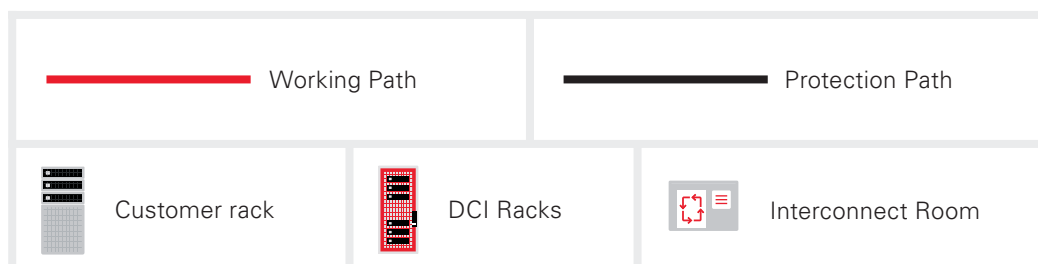 Working Path
Protection Path
Customer rack
DCI Racks
Interconnect Room